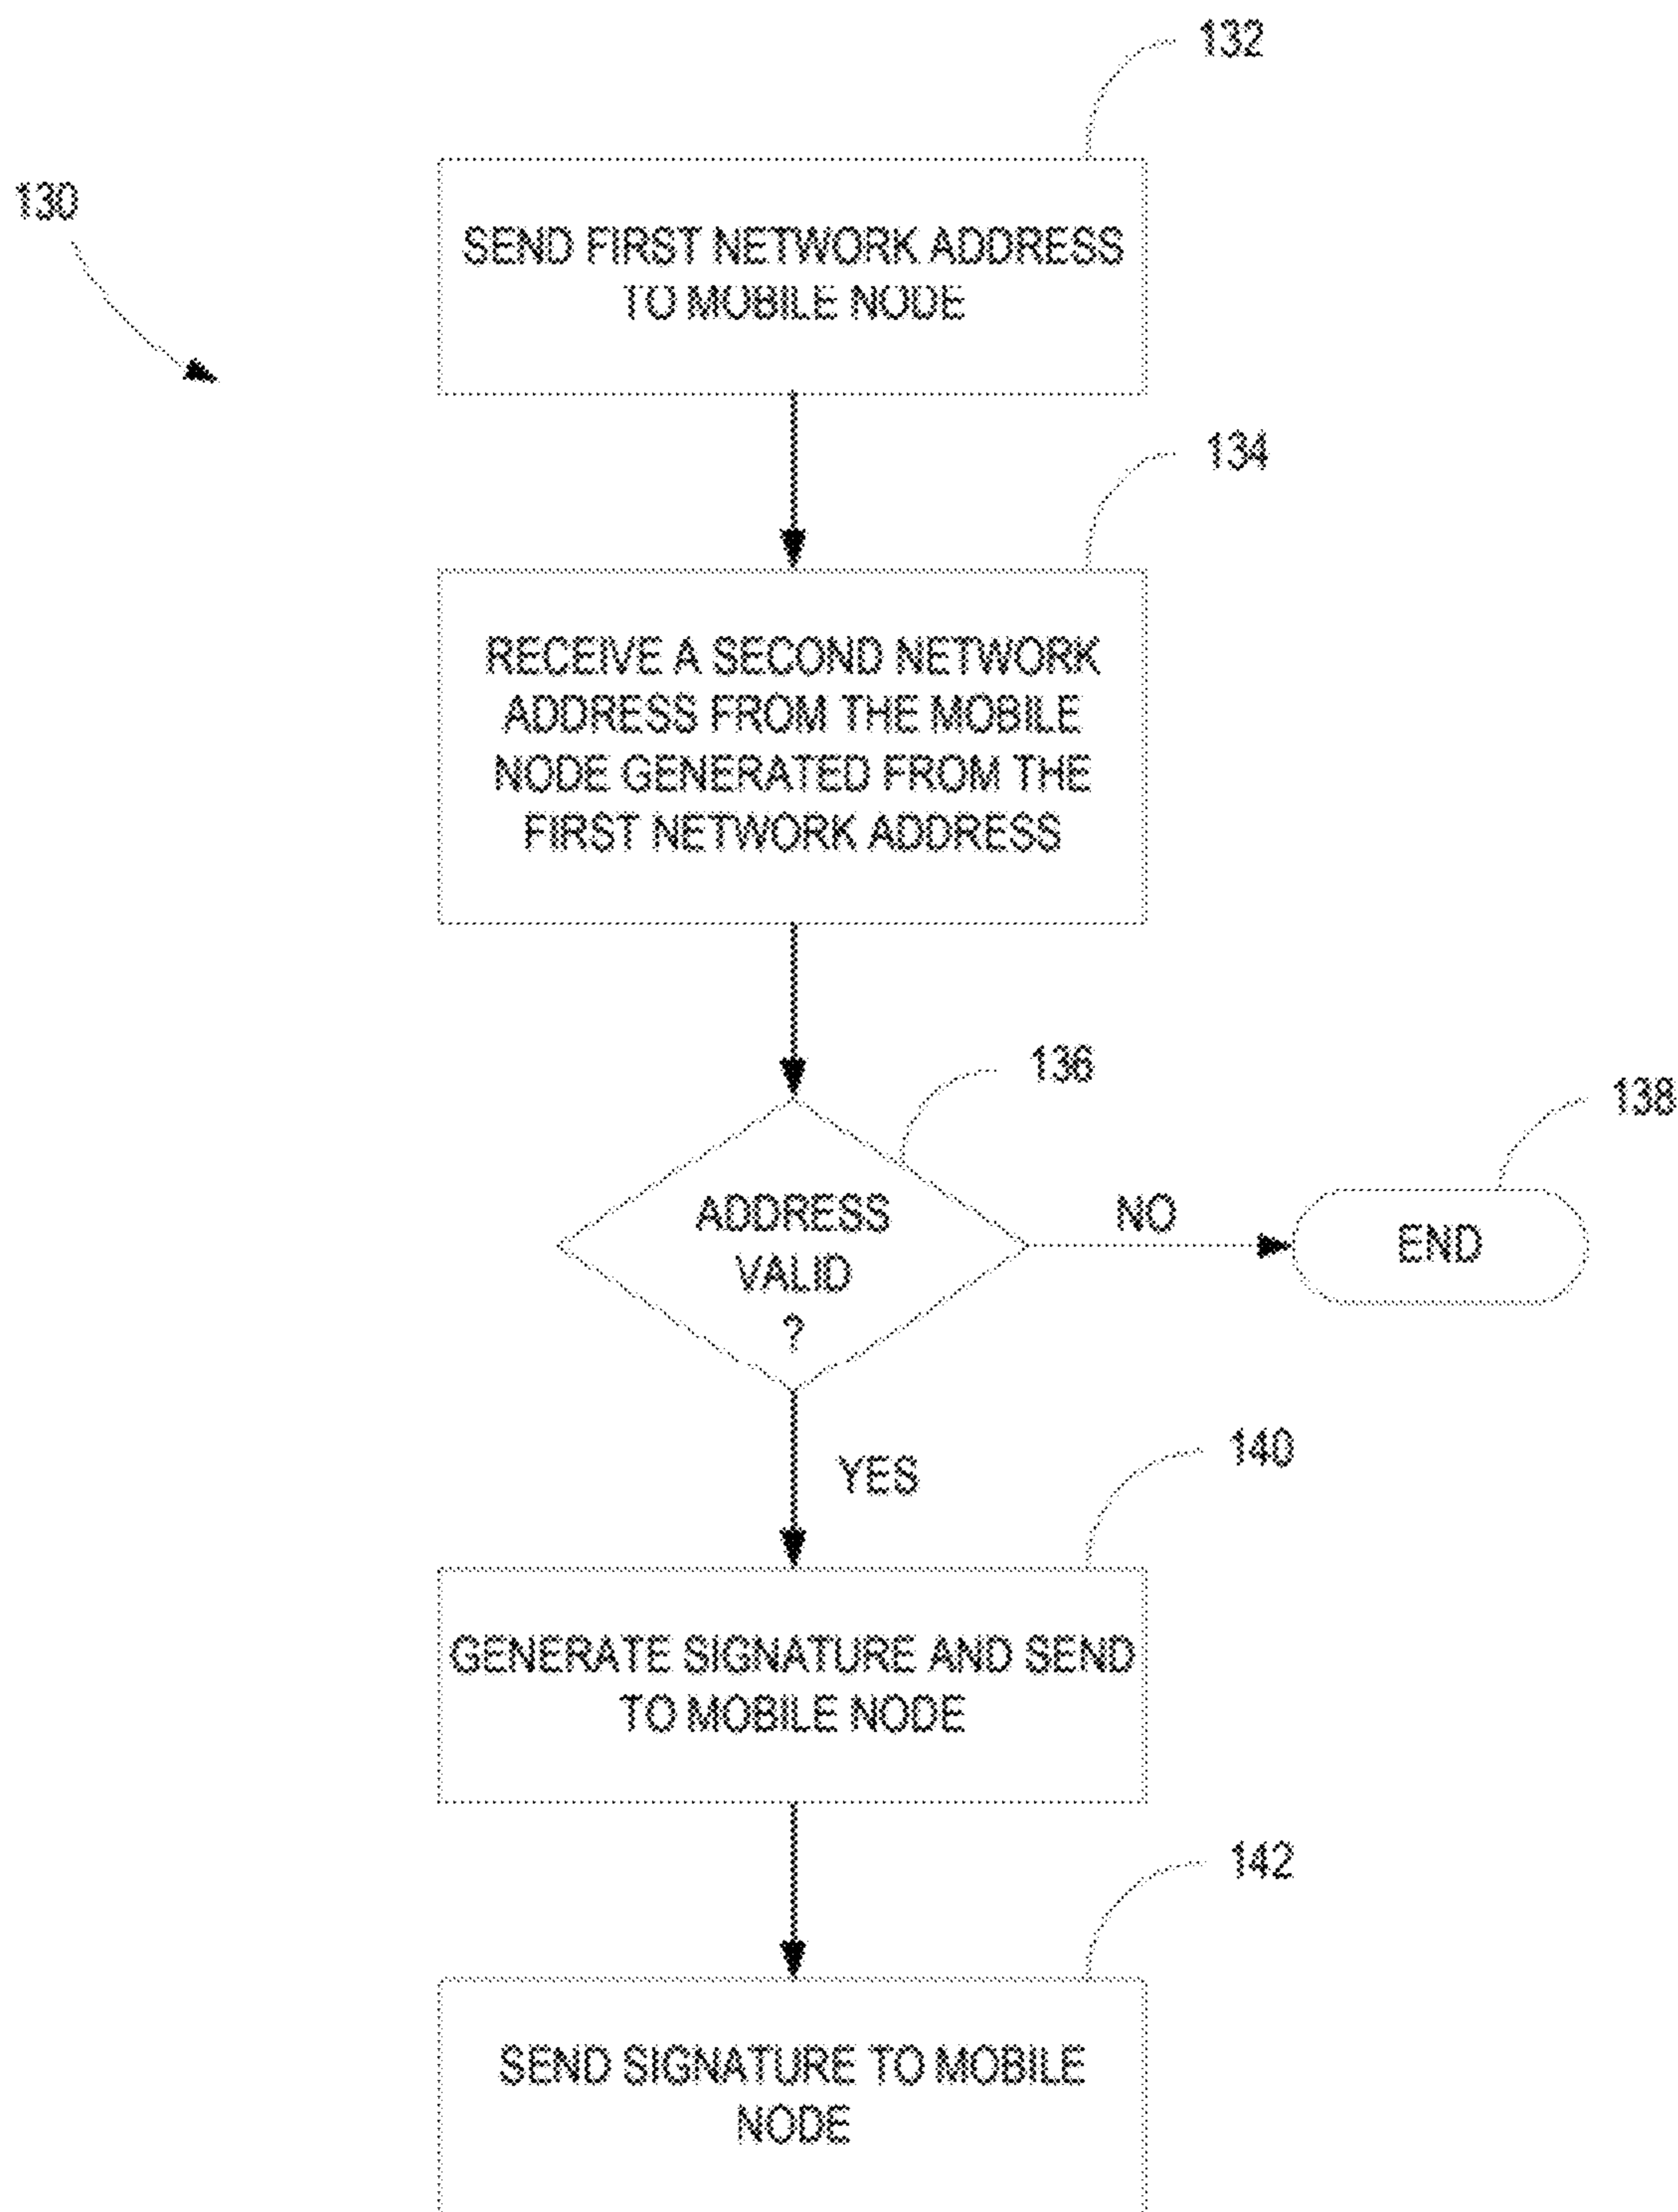 132
130
SEND FIRST NETWORK ADDRESS
TO MOBILE NODE
134
RECEIVE A SECOND NETWORK
ADDRESS FROM THE MOBILE
NODE GENERATED FROM THE
FIRST NETWORK ADDRESS
136
138
ADDRESS
VALID
?
NO
END
YES
140
GENERATE SIGNATURE AND SEND
TO MOBILE NODE
142
SEND SIGNATURE TO MOBILE
NODE